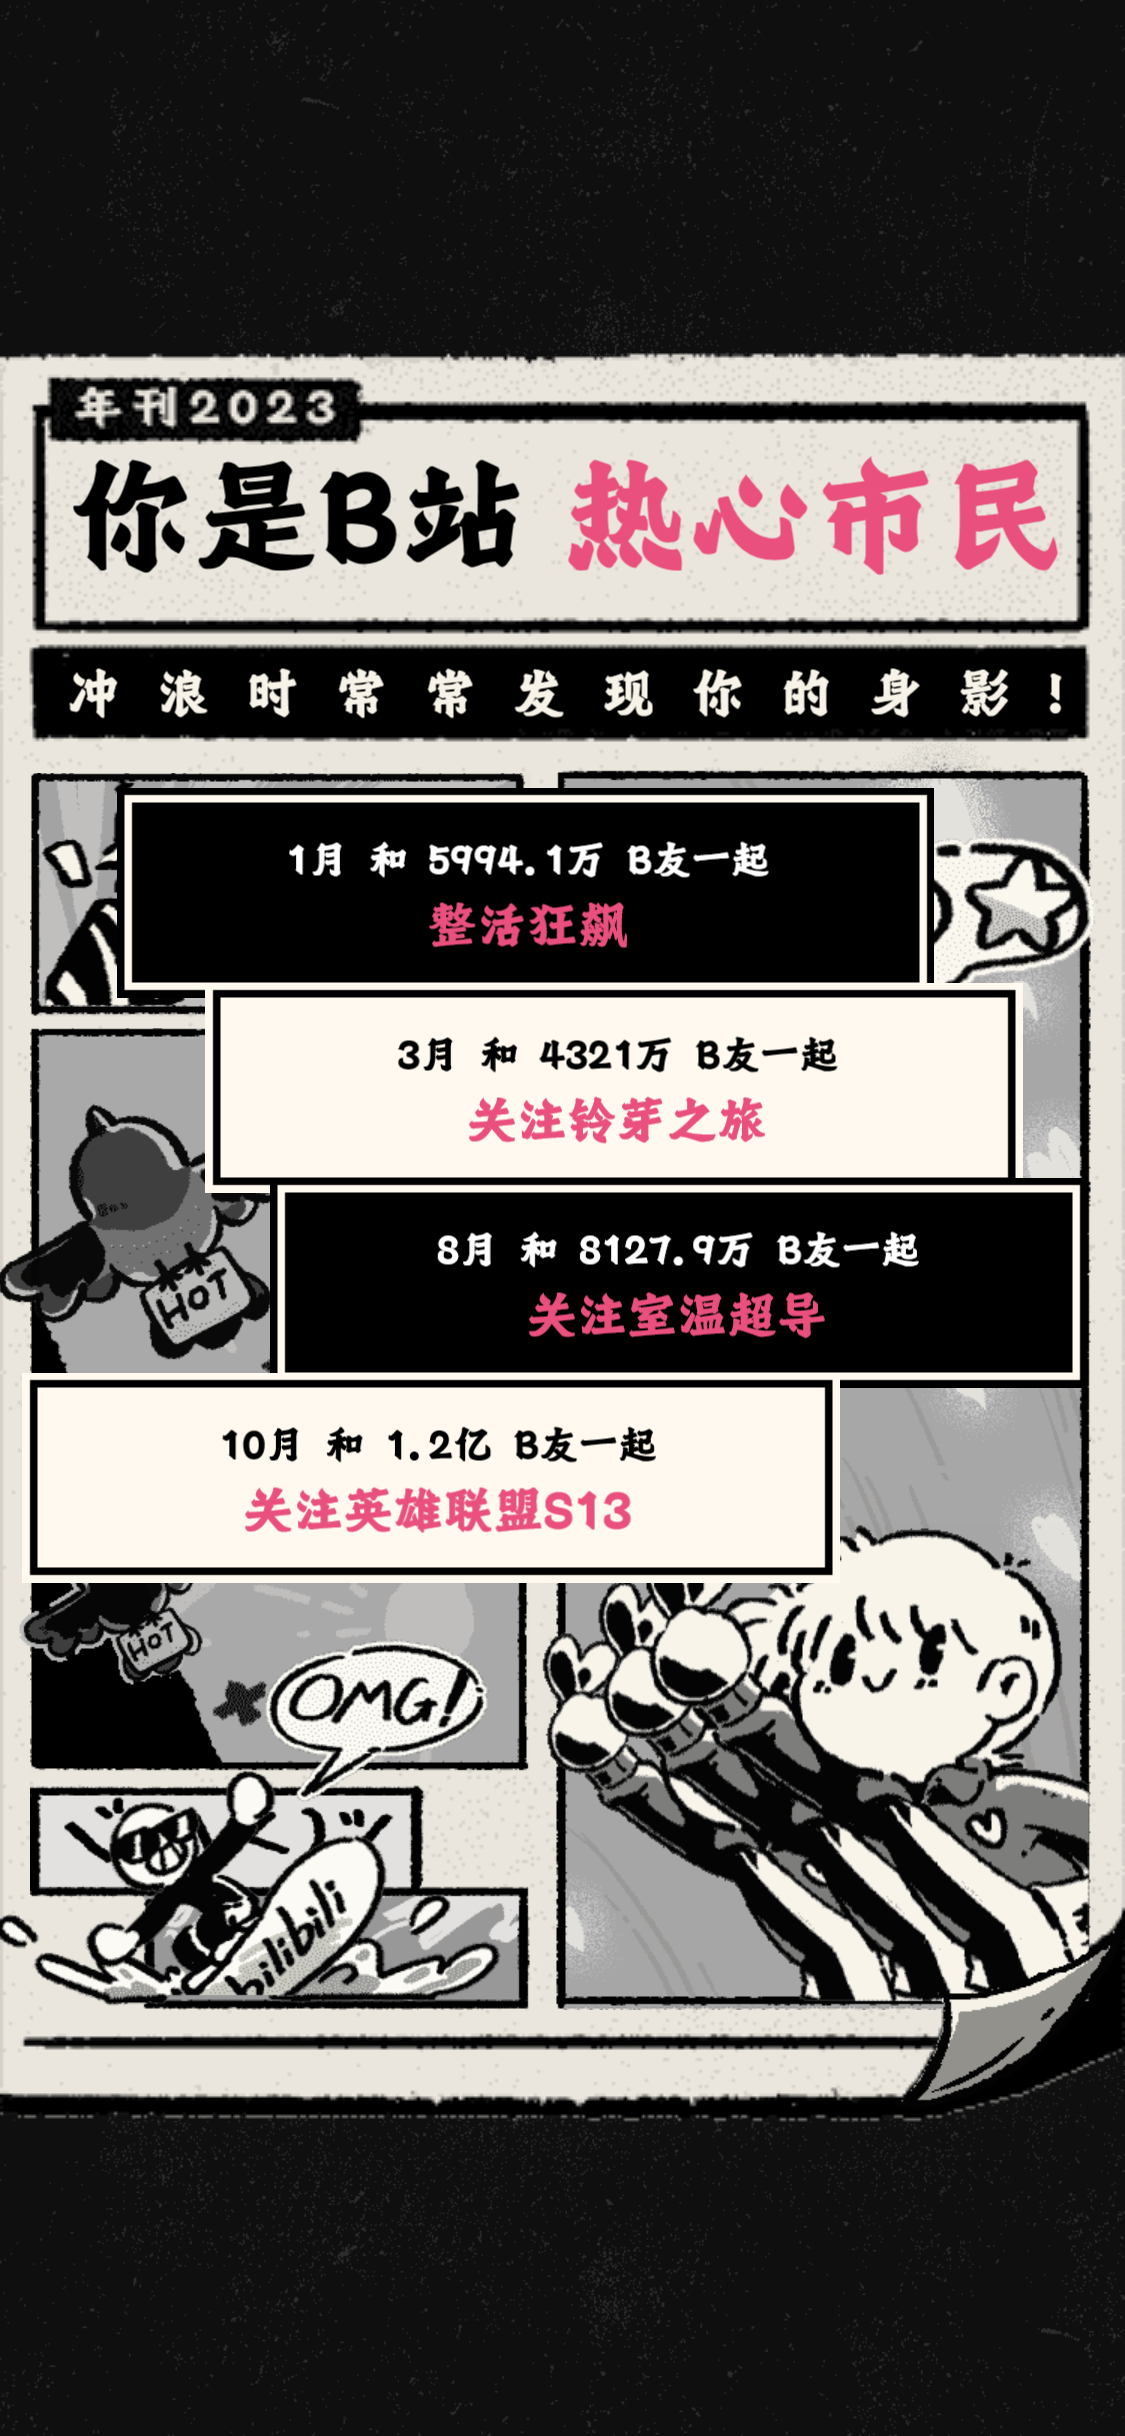 年刊2023
你是B站 热心市民
冲浪时常常发现你的身影!
1月 和 5994.1万 B友一起
整活狂飙
3月 和 4321万 B友一起
关注铃芽之旅
8月 和 8127.9万 B友一起
关注室温超导
HOT
10月 和 1.2亿 B友一起
关注英雄联盟S13
HOT
OMG!
bilibili